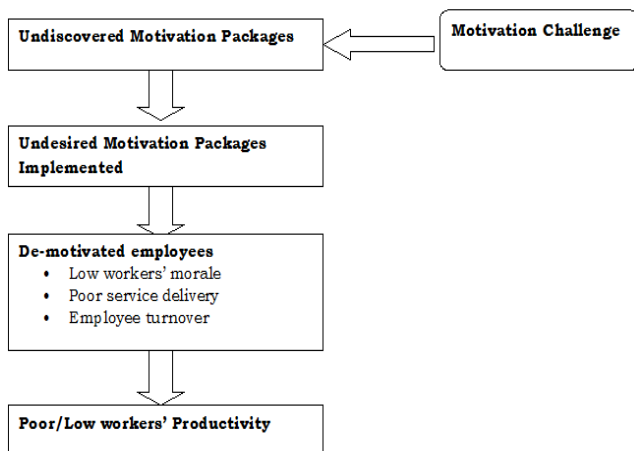 Undiscovered Motivation Packages
Motivation Challenge
Undesired Motivation Packages
Implemented
De-motivated employees
• Low workers’ morale
• Poor service delivery
• Employee turnover
Poor/Low workers’ Productivity